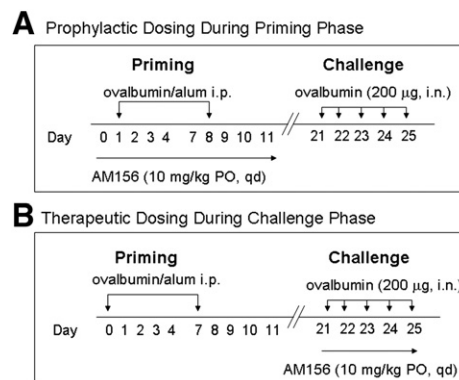 A Prophylactic Dosing During Priming Phase
Priming Challenge
ovalbumin/alum i.p. ovalbumin (200 µg, i.n.)
Day 0 1 2 3 4 7 8 9 10 11 21 22 23 24 25
AM156 (10 mg/kg PO, qd)
B Therapeutic Dosing During Challenge Phase
Priming Challenge
ovalbumin/alum i.p. ovalbumin (200 µg, i.n.)
Day 0 1 2 3 4 7 8 9 10 11 21 22 23 24 25
AM156 (10 mg/kg PO, qd)